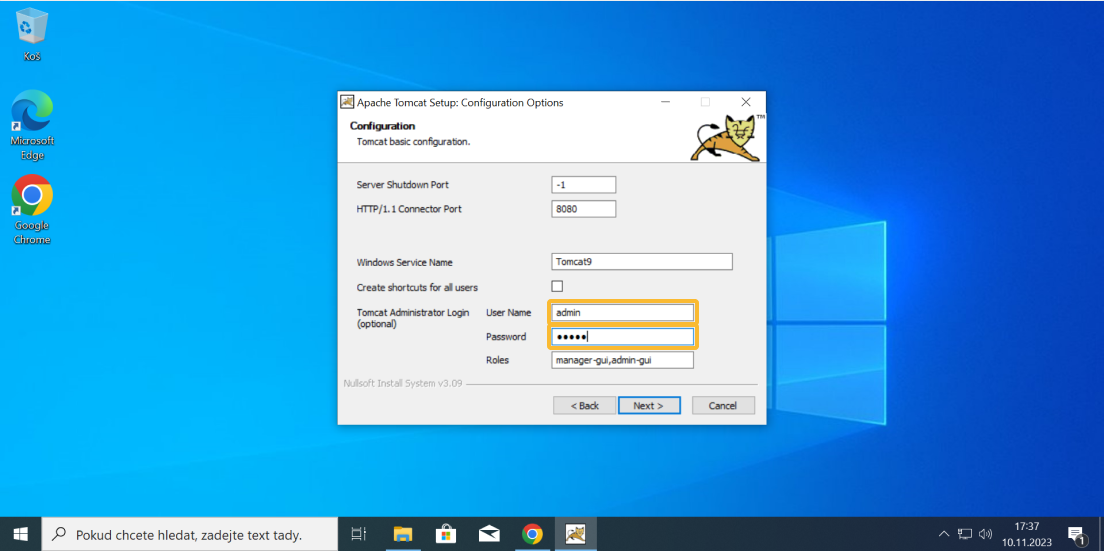 Koš
Microsoft
Edge
Google
Chrome
Apache Tomcat Setup: Configuration Options
Configuration
Tomcat basic configuration.
TM
Server Shutdown Port
-1
HTTP/1.1 Connector Port
8080
Windows Service Name
Tomcat9
Create shortcuts for all users
Tomcat Administrator Login
(optional)
User Name
admin
Password
●●●●●
Roles
manager-gui,admin-gui
Nullsoft Install System v3.09
< Back
Next >
Cancel
Pokud chcete hledat, zadejte text tady.
17:37
10.11.2023
1